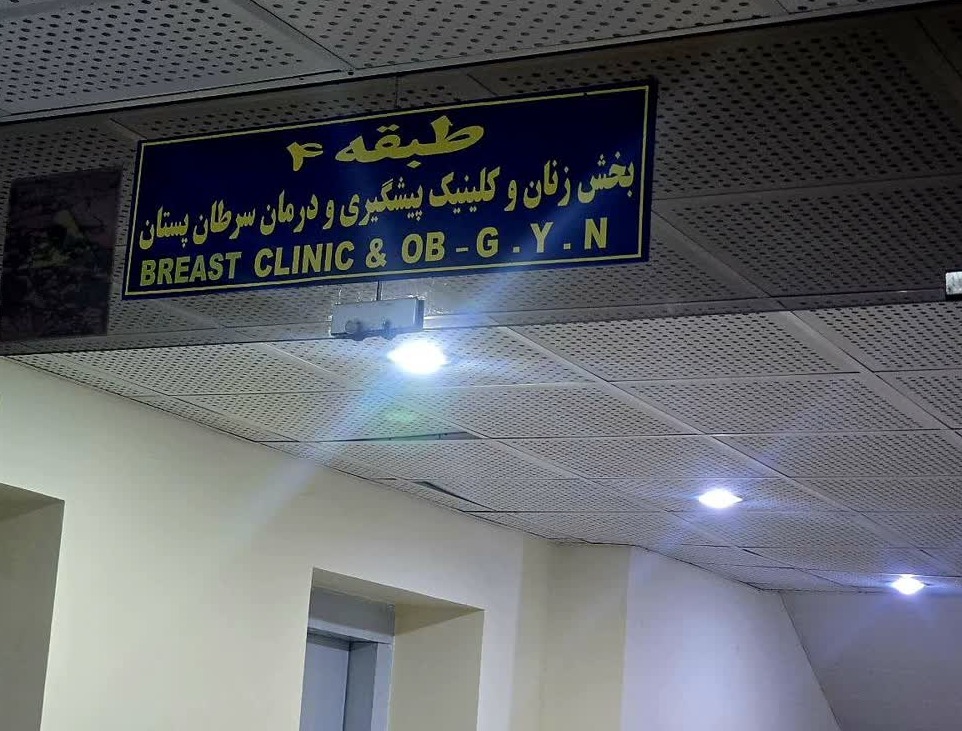 طبقه ۴
بخش زنان و کلینیک پیشگیری و درمان سرطان پستان
BREAST CLINIC & OB - G . Y . N